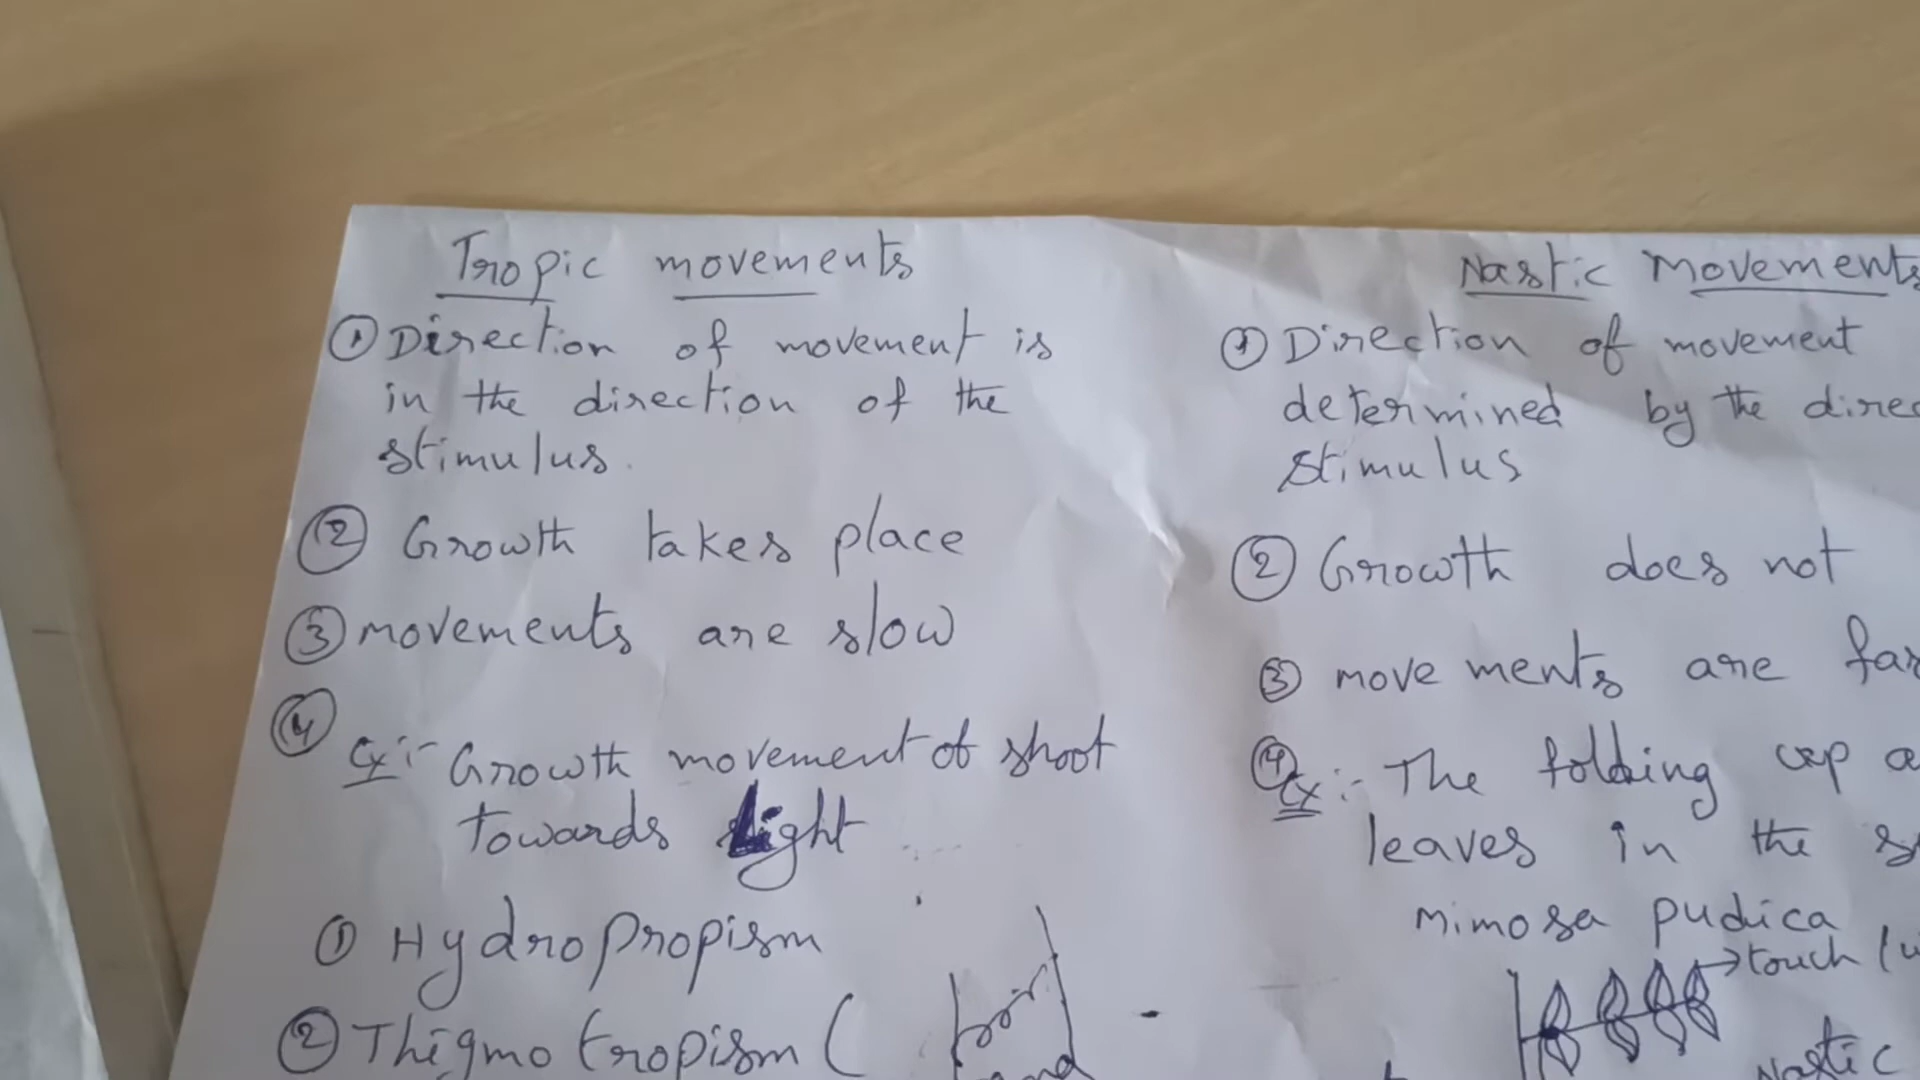 Tropic movements
① Direction of movement is
in the direction of the
stimulus.
② Growth takes place
③ movements are slow
④
Ex:- Growth movement of shoot
towards Light
① Hydropropism
② Thigmotropism (
Nastic Movements
① Direction of movement
determined by the direc
stimulus
② Growth does not
③ movements are fas
④ Ex:- The folding up a
leaves in the s
Mimosa pudica
→ touch (
Nastic